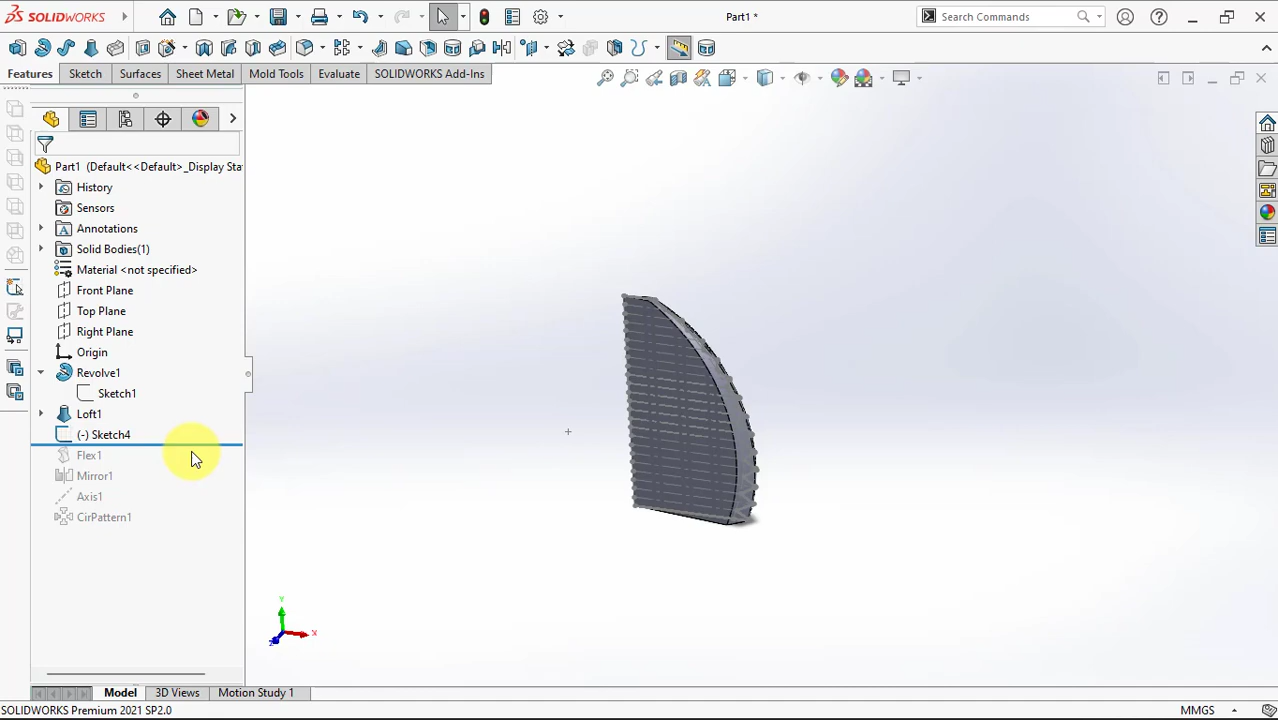 SOLIDWORKS
Part1 *
Search Commands
Features
Sketch
Surfaces
Sheet Metal
Mold Tools
Evaluate
SOLIDWORKS Add-Ins
Part1 (Default<<Default>_Display Sta
History
Sensors
Annotations
Solid Bodies(1)
Material <not specified>
Front Plane
Top Plane
Right Plane
Origin
Revolve1
Sketch1
Loft1
(-) Sketch4
Flex1
Mirror1
Axis1
CirPattern1
Y
X
Z
Model
3D Views
Motion Study 1
SOLIDWORKS Premium 2021 SP2.0
MMGS